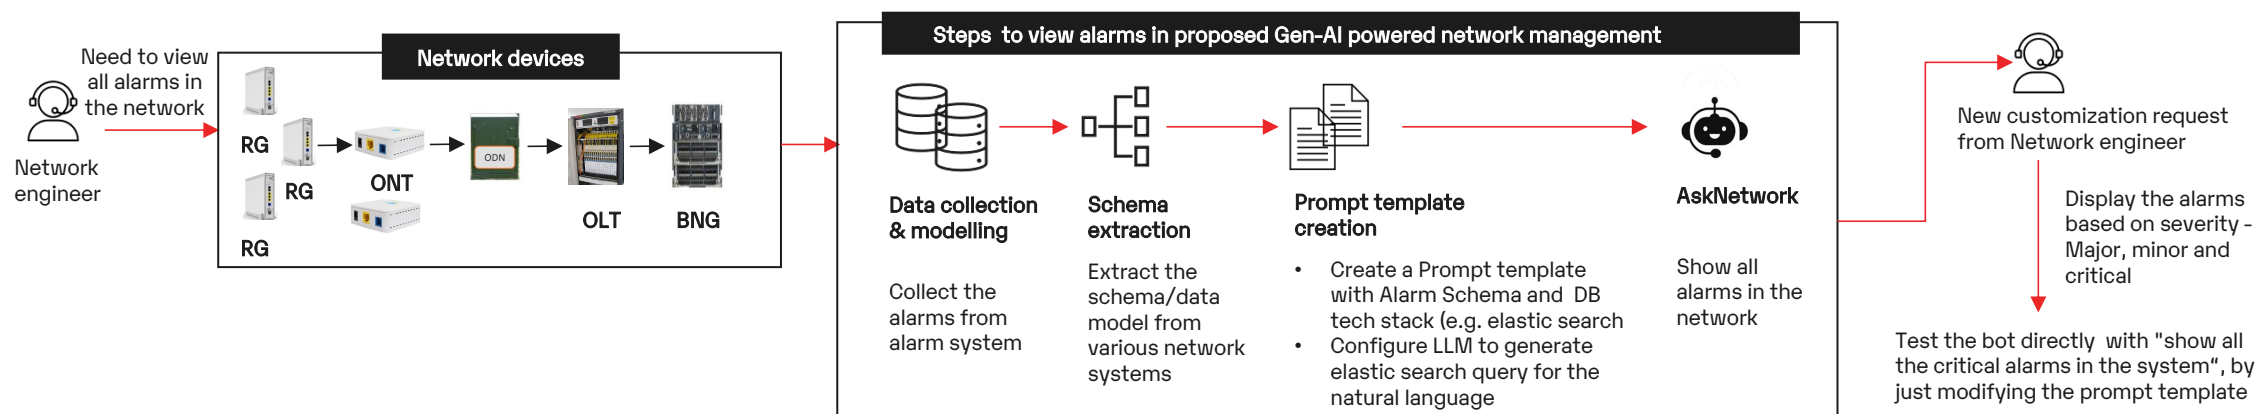 Need to view
all alarms in
the network
Network
engineer
Network devices
RG
RG
RG
ONT
ODN
OLT
BNG
Steps  to view alarms in proposed Gen-AI powered network management
Data collection
& modelling
Collect the
alarms from
alarm system
Schema
extraction
Extract the
schema/data
model from
various network
systems
Prompt template
creation
• Create a Prompt template
with Alarm Schema and  DB
tech stack (e.g. elastic search
• Configure LLM to generate
elastic search query for the
natural language
AskNetwork
Show all
alarms in the
network
New customization request
from Network engineer
Display the alarms
based on severity -
Major, minor and
critical
Test the bot directly  with "show all
the critical alarms in the system“, by
just modifying the prompt template